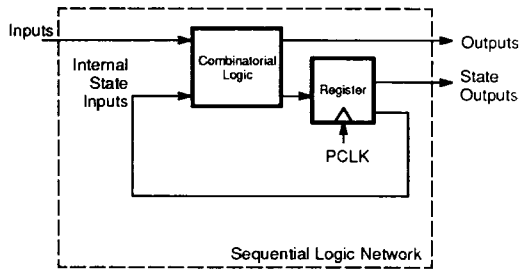 Inputs
Outputs
Combinatorial
Logic
Internal
State
Inputs
Register
State
Outputs
PCLK
Sequential Logic Network